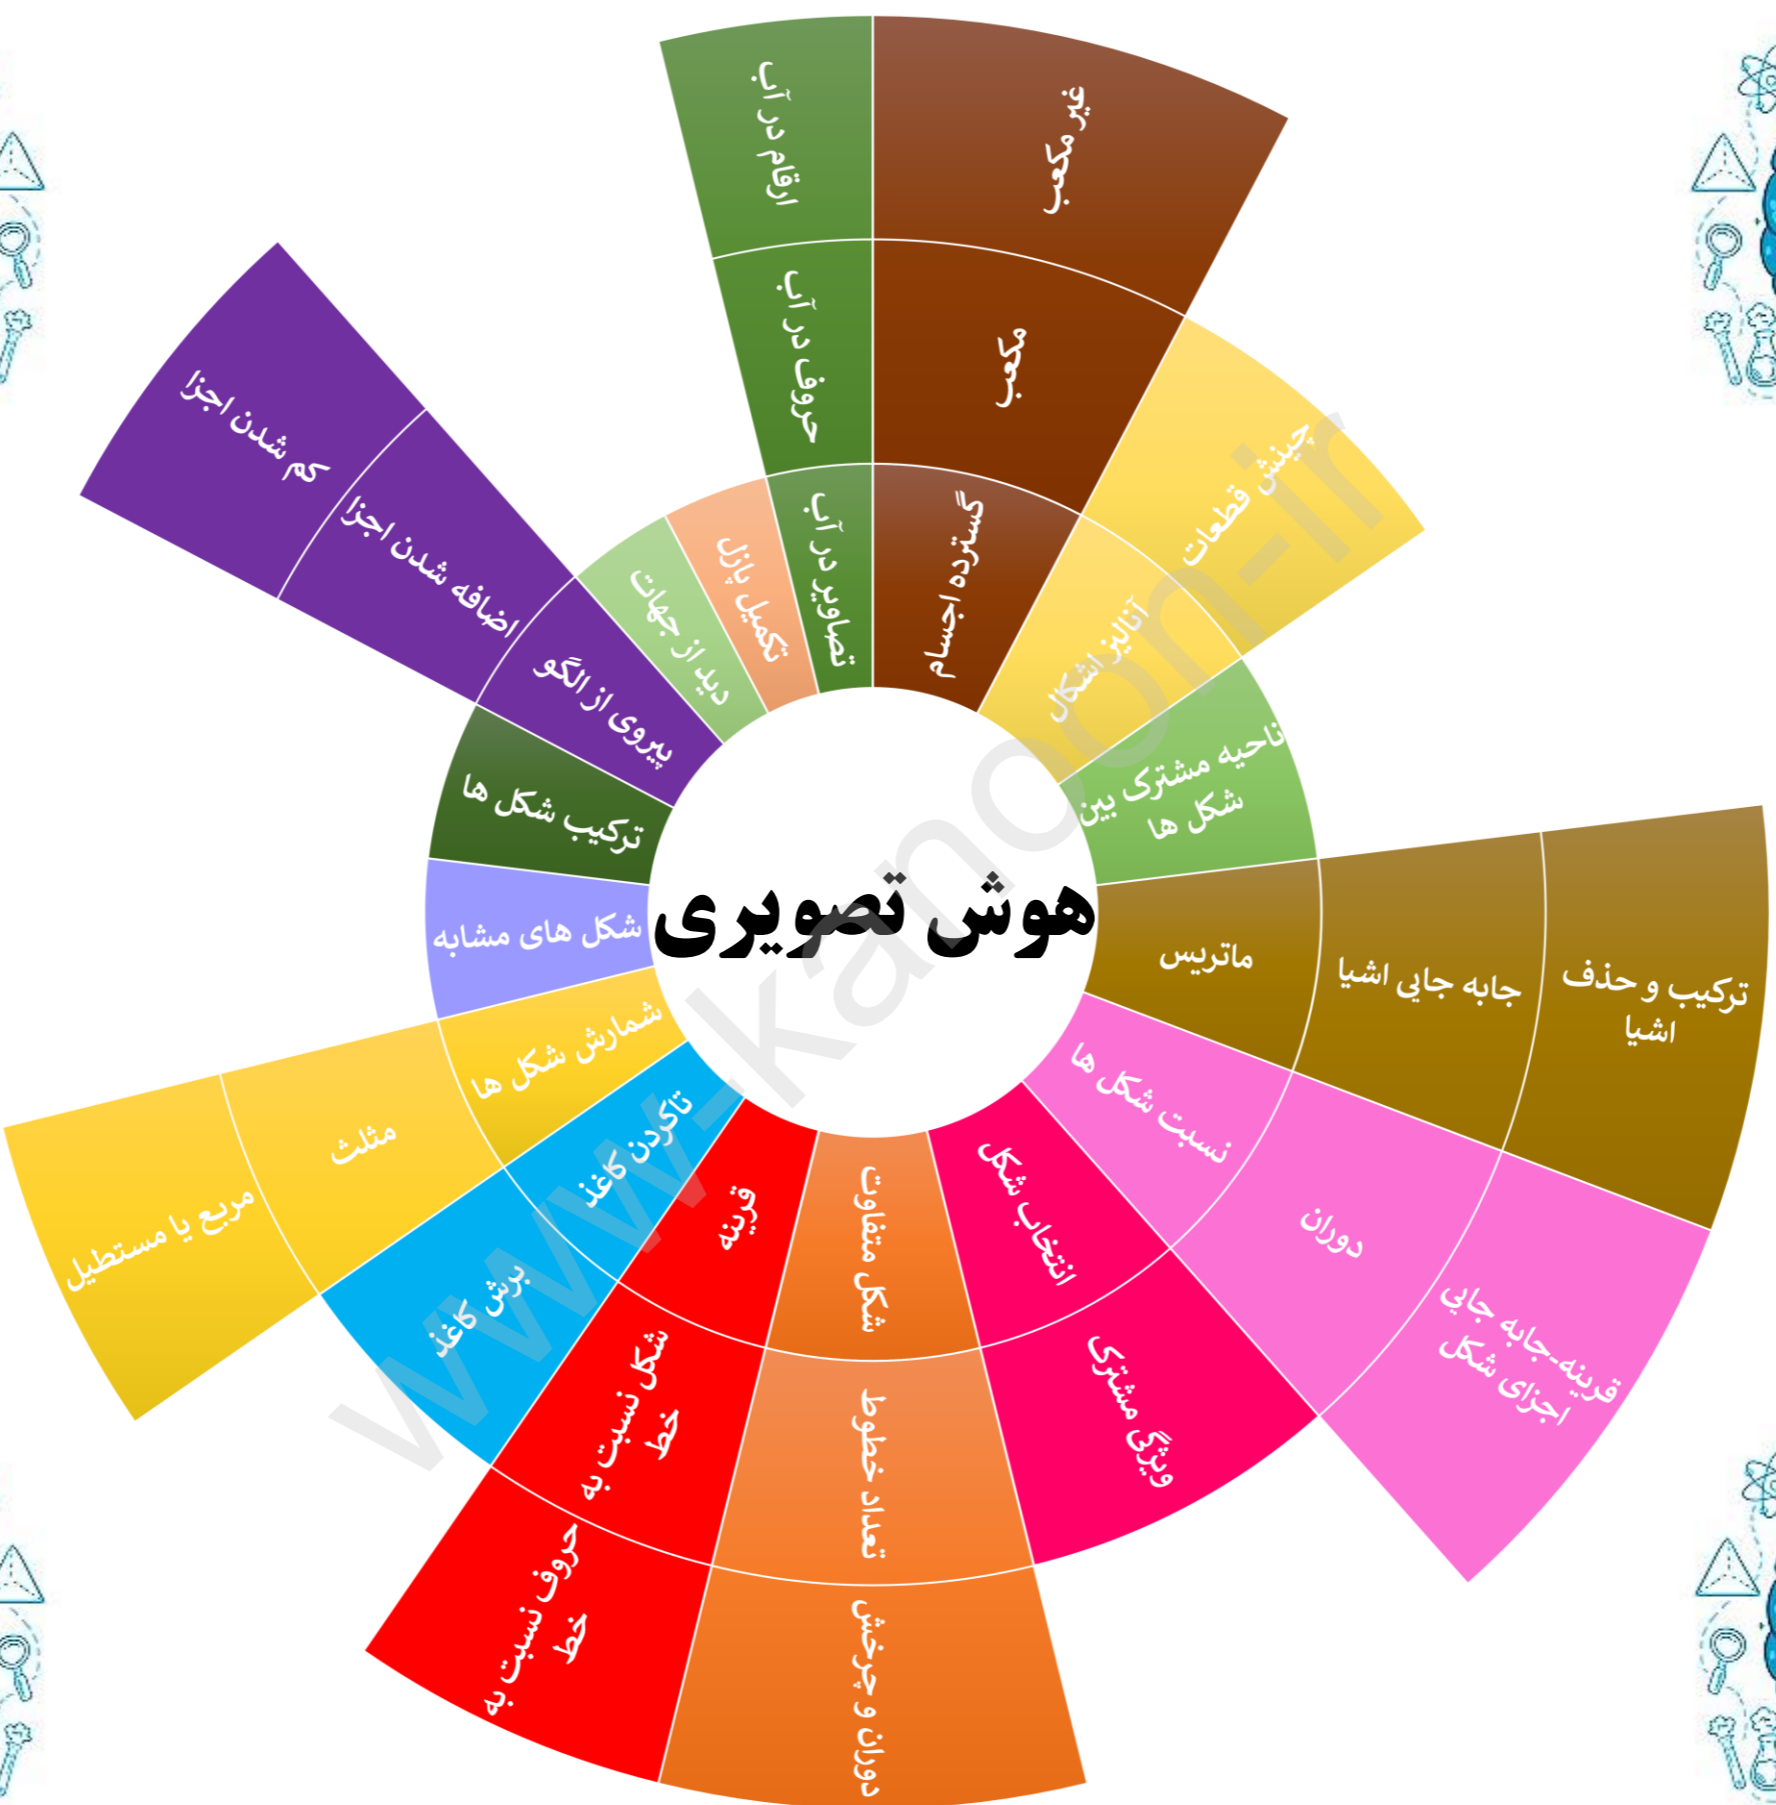 هوش تصویری
گسترده اجسام
مکعب
غیر مکعب
آنالیز اشکال
چینش قطعات
ناحیه مشترک بین
شکل ها
ماتریس
جابه جایی اشیا
ترکیب و حذف
اشیا
نسبت شکل ها
دوران
قرینه-جابه جایي
اجزای شکل
انتخاب شکل
ویژگی مشترک
شکل متفاوت
تعداد خطوط
دوران و چرخش
قرینه
شکل نسبت به
خط
حروف نسبت به
خط
تاکردن کاغذ
برش کاغذ
شمارش شکل ها
مثلث
مربع یا مستطیل
شکل های مشابه
ترکیب شکل ها
پیروی از الگو
اضافه شدن اجزا
کم شدن اجزا
دید از جهات
تکمیل پازل
تصاویر در آب
حروف در آب
ارقام در آب
www-kanoon-ir